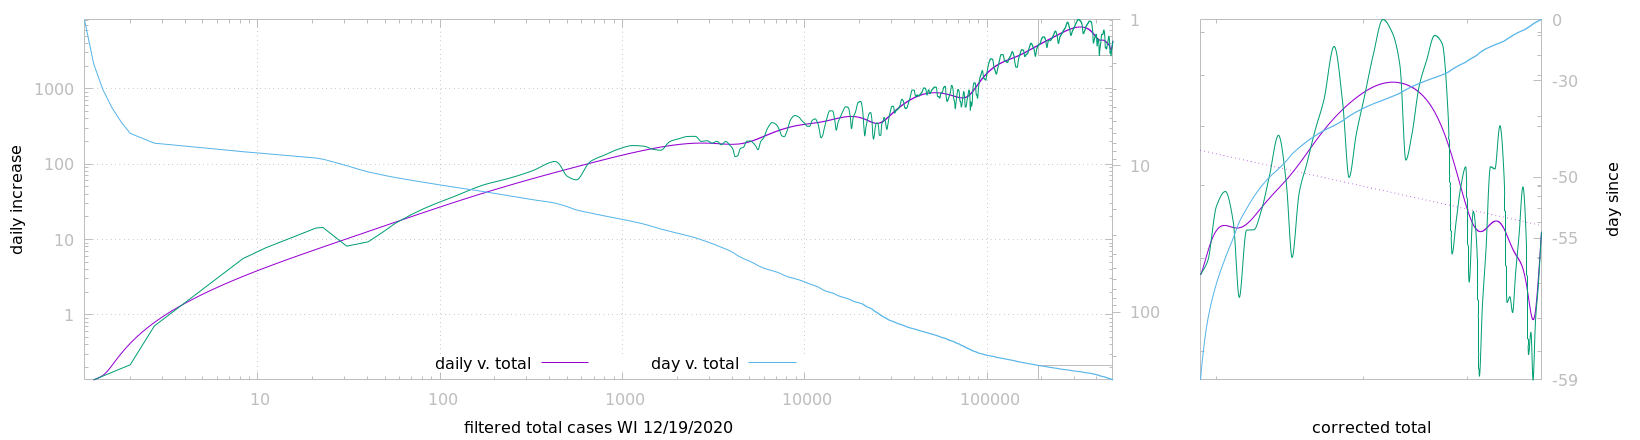 1 0
1000 -30
daily increase
100 10 -50
day since
10 -55
1 100
daily v. total day v. total
-59
10 100 1000 10000 100000
filtered total cases WI 12/19/2020 corrected total